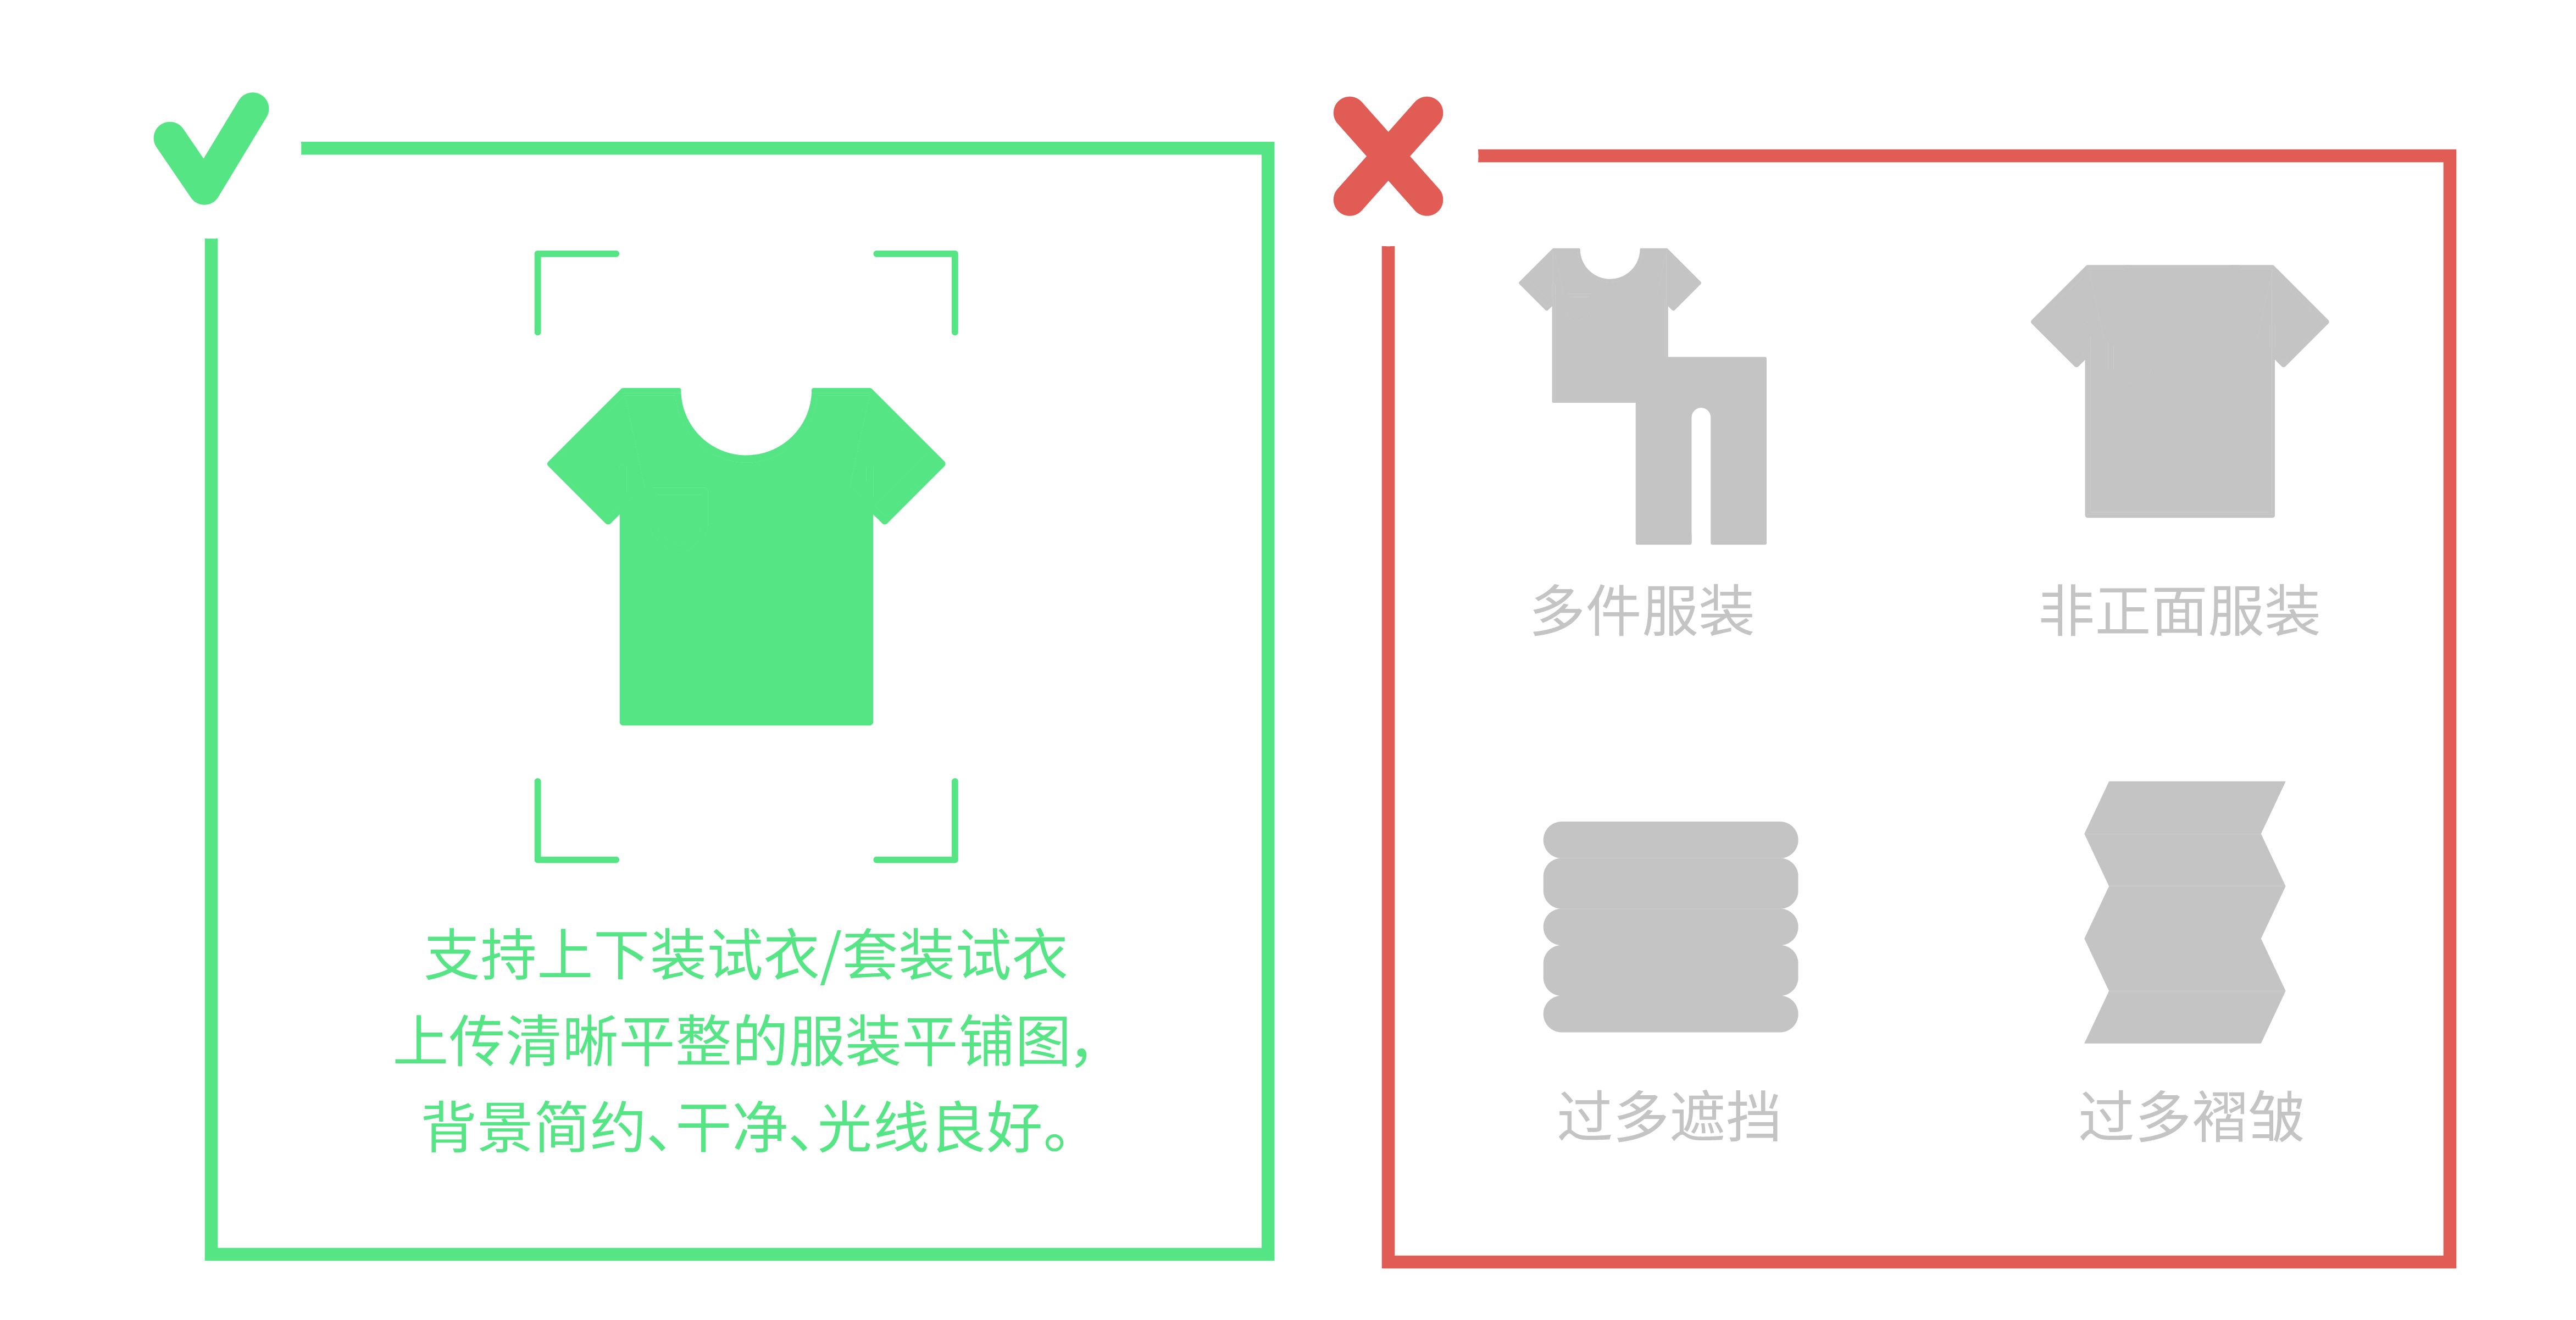 支持上下装试衣/套装试衣
上传清晰平整的服装平铺图，
背景简约、干净、光线良好。
多件服装
非正面服装
过多遮挡
过多褶皱